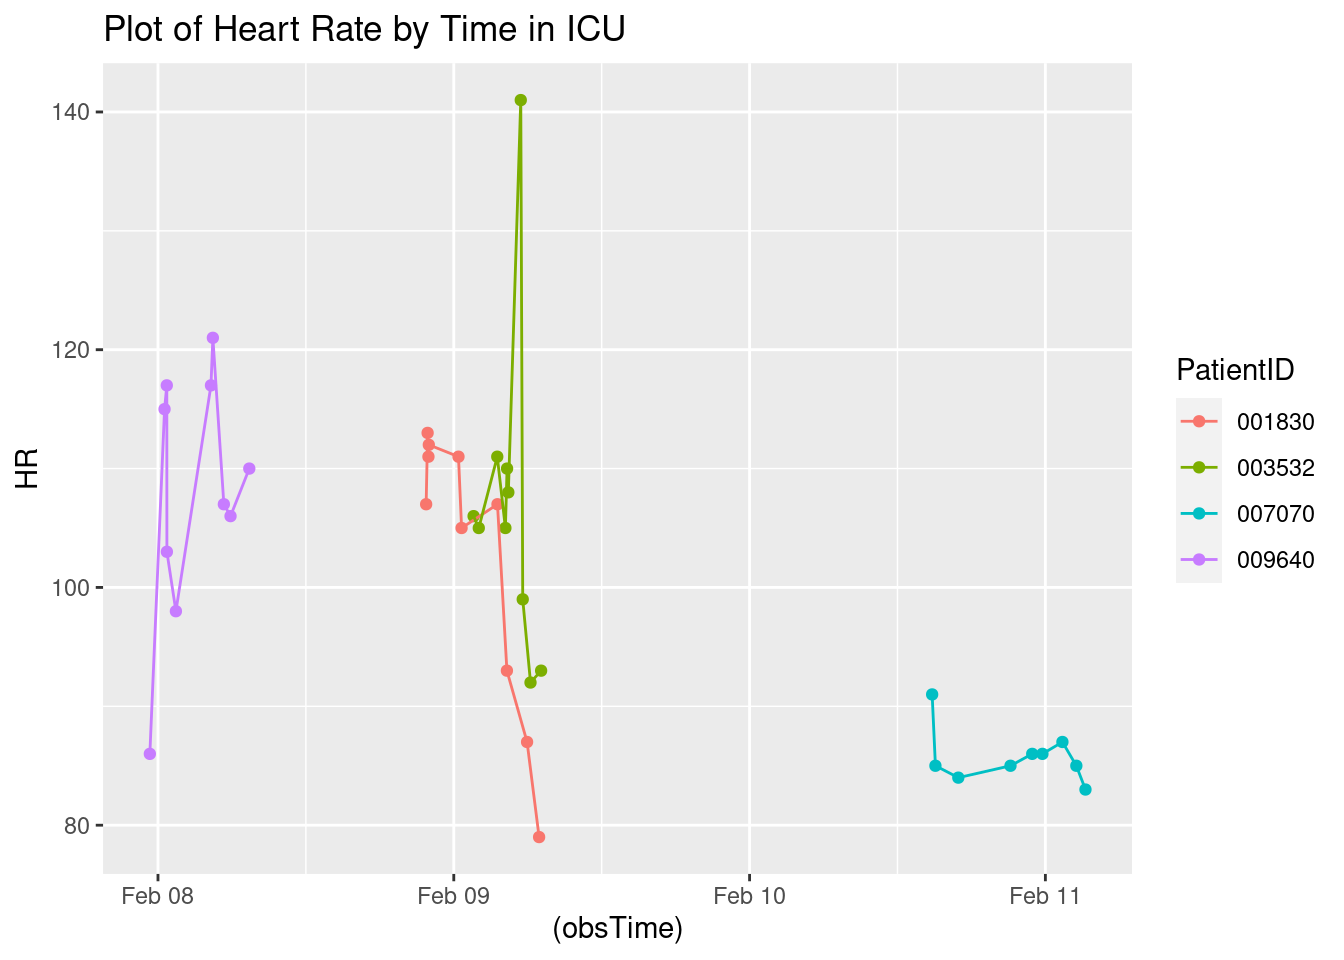 Plot of Heart Rate by Time in ICU
140
120
100
80
HR
Feb 08
Feb 09
Feb 10
Feb 11
(obsTime)
PatientID
001830
003532
007070
009640